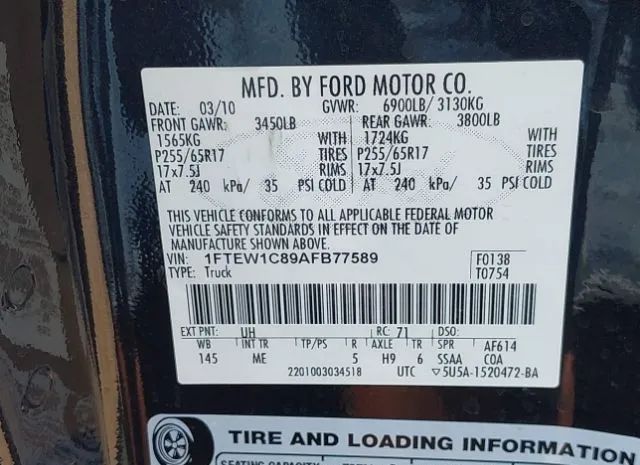 MFD. BY FORD MOTOR CO.
DATE: 03/10 GVWR: 6900LB/ 3130KG
FRONT GAWR: 3450LB REAR GAWR: 3800LB
1565KG WITH 1724KG WITH
P255/65R17 TIRES P255/65R17 TIRES
17x7.5J RIMS 17x7.5J RIMS
AT 240 kPa/ 35 PSI COLD AT 240 kPa/ 35 PSI COLD
THIS VEHICLE CONFORMS TO ALL APPLICABLE FEDERAL MOTOR
VEHICLE SAFETY STANDARDS IN EFFECT ON THE DATE OF
MANUFACTURE SHOWN ABOVE.
VIN: 1FTEW1C89AFB77589 F0138
TYPE: Truck T0754
EXT PNT: UH RC: 71 DSO:
WB INT TR TP/PS R AXLE TR SPR AF614
145 ME 5 H9 6 SSAA COA
2201003034518 UTC ▽5U5A-1520472-BA
TIRE AND LOADING INFORMATION
SEATING CAPACITY